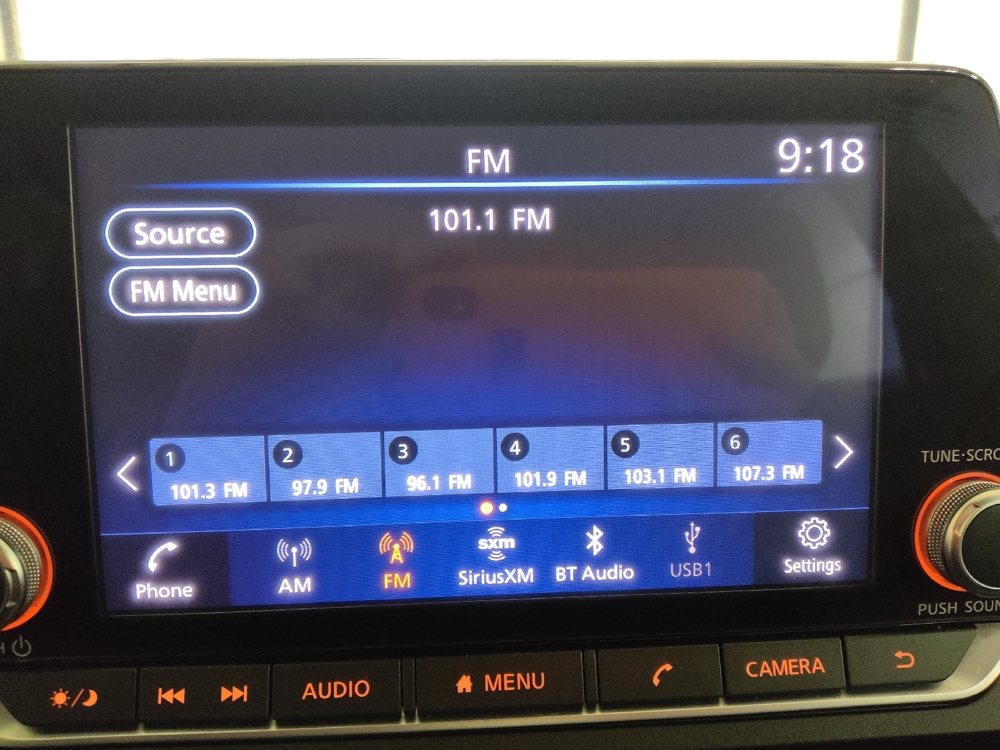 FM
9:18
101.1 FM
Source
FM Menu
1
2
3
4
5
6
101.3 FM
97.9 FM
96.1 FM
101.9 FM
103.1 FM
107.3 FM
Phone
AM
FM
sxm
SiriusXM
BT Audio
USB1
Settings
TUNE·SCRO
PUSH SOUN
H
AUDIO
MENU
CAMERA